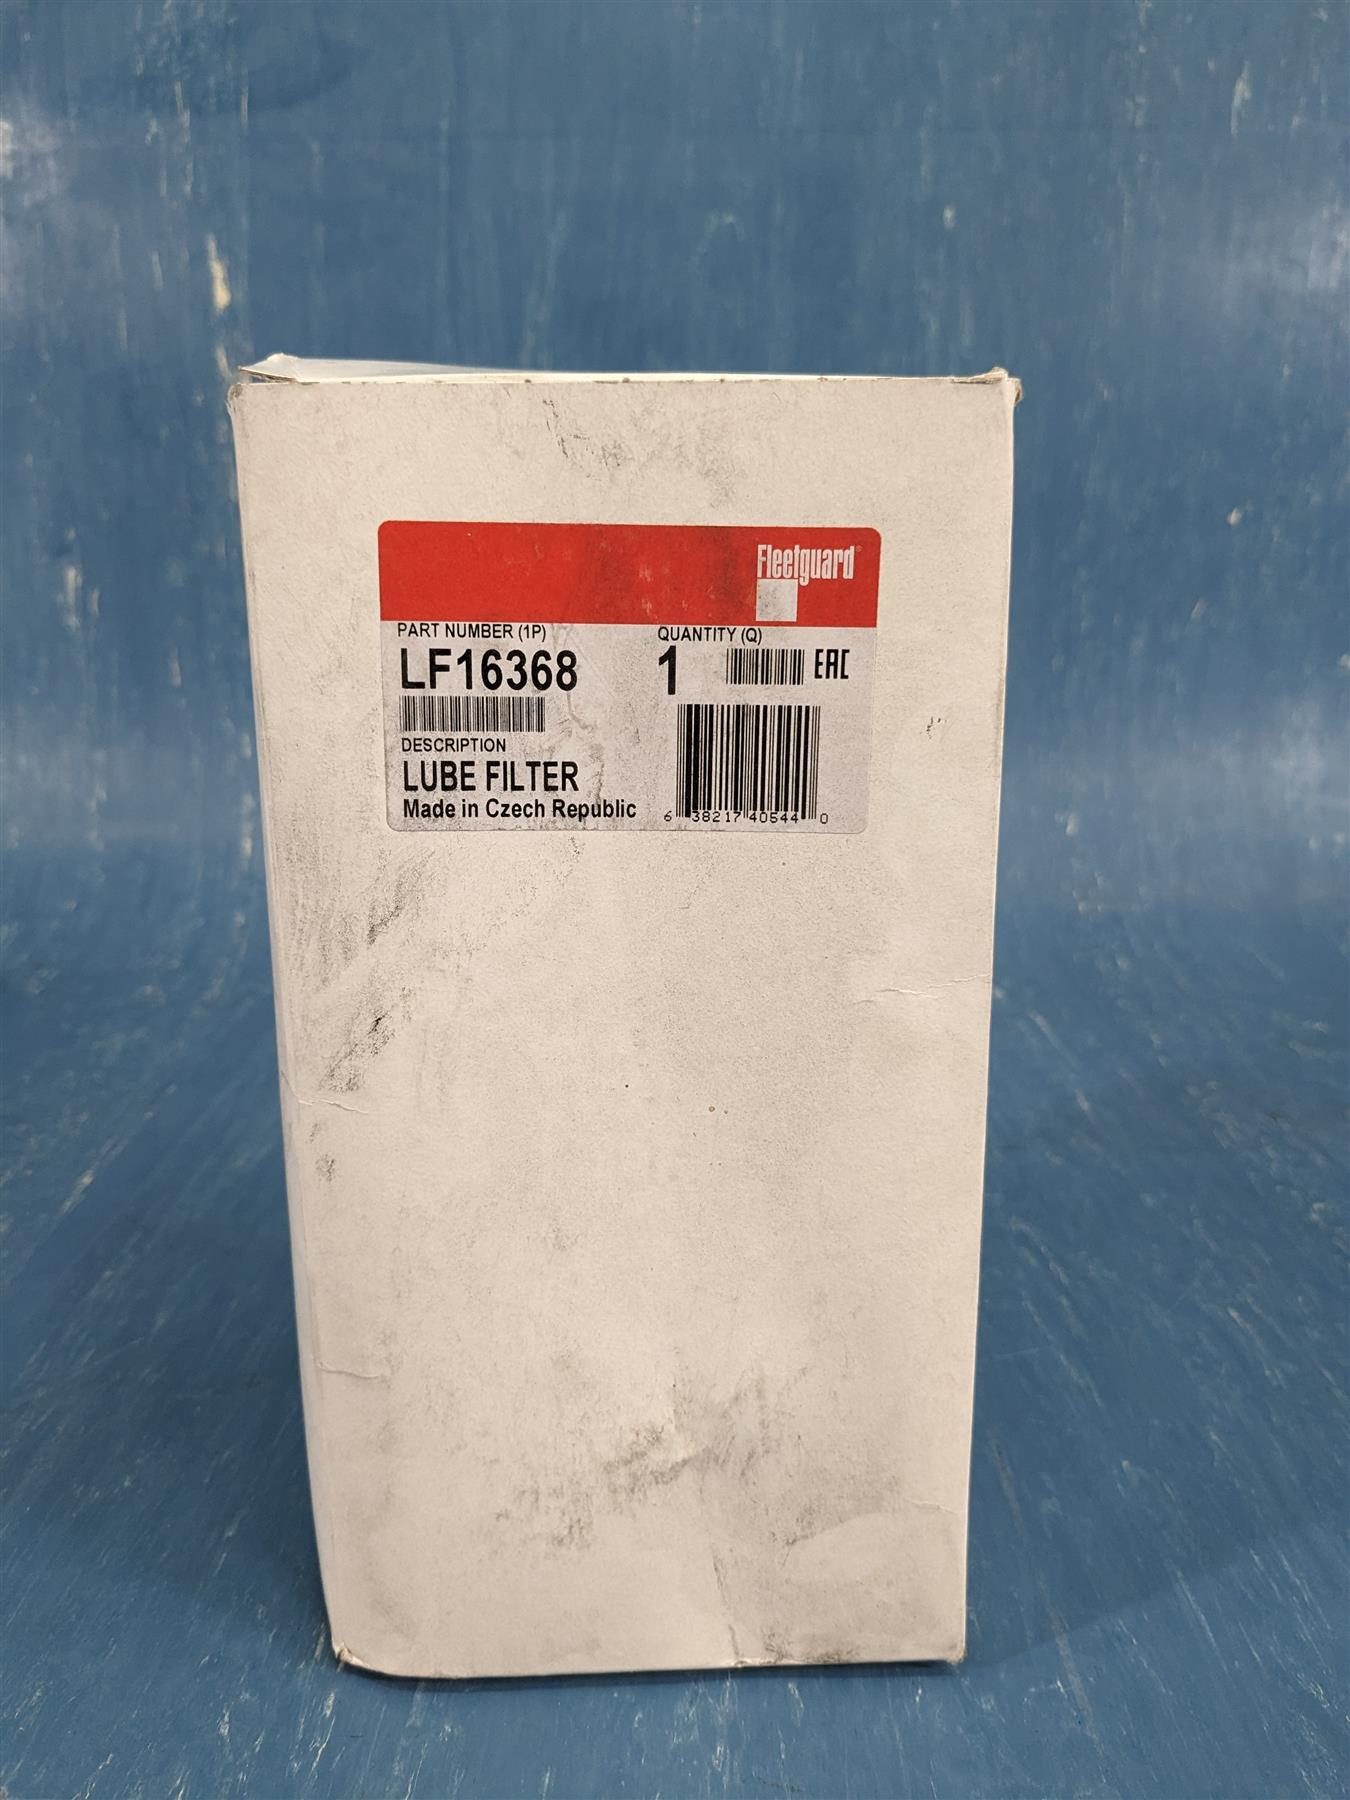 Fleetguard®
PART NUMBER (1P) QUANTITY (Q)
LF16368 1 EAC
DESCRIPTION
LUBE FILTER
Made in Czech Republic
6 38217 40544 0